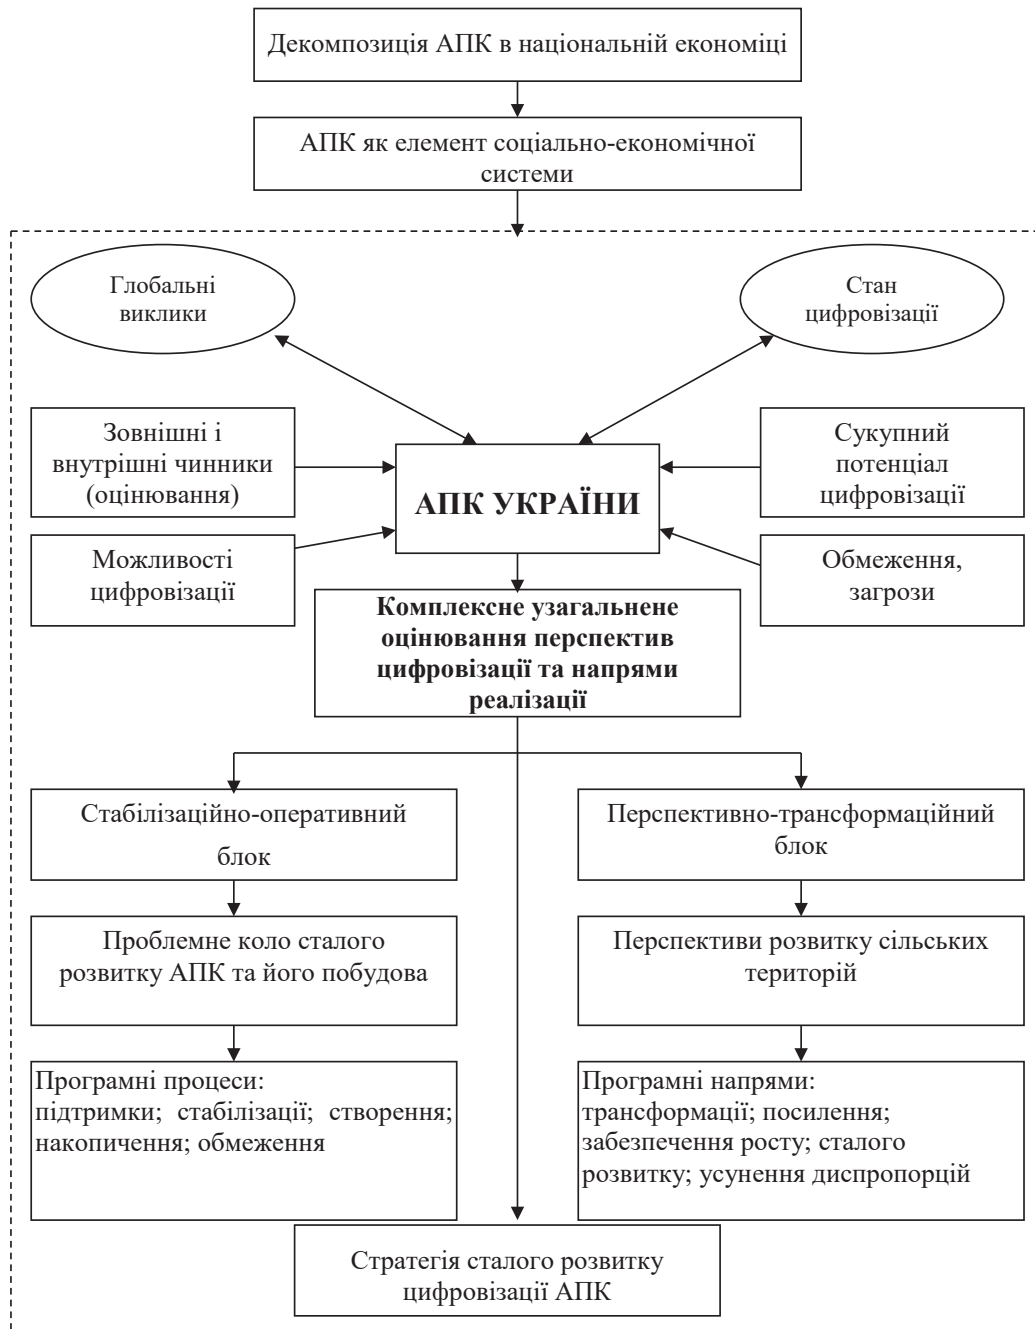 Декомпозиція АПК в національній економіці
АПК як елемент соціально-економічної
системи
Глобальні
виклики
Стан
цифровізації
Зовнішні і
внутрішні чинники
(оцінювання)
Сукупний
потенціал
цифровізації
АПК УКРАЇНИ
Можливості
цифровізації
Обмеження,
загрози
Комплексне узагальнене
оцінювання перспектив
цифровізації та напрями
реалізації
Стабілізаційно-оперативний
блок
Перспективно-трансформаційний
блок
Проблемне коло сталого
розвитку АПК та його побудова
Перспективи розвитку сільських
територій
Програмні процеси:
підтримки; стабілізації; створення;
накопичення; обмеження
Програмні напрями:
трансформації; посилення;
забезпечення росту; сталого
розвитку; усунення диспропорцій
Стратегія сталого розвитку
цифровізації АПК